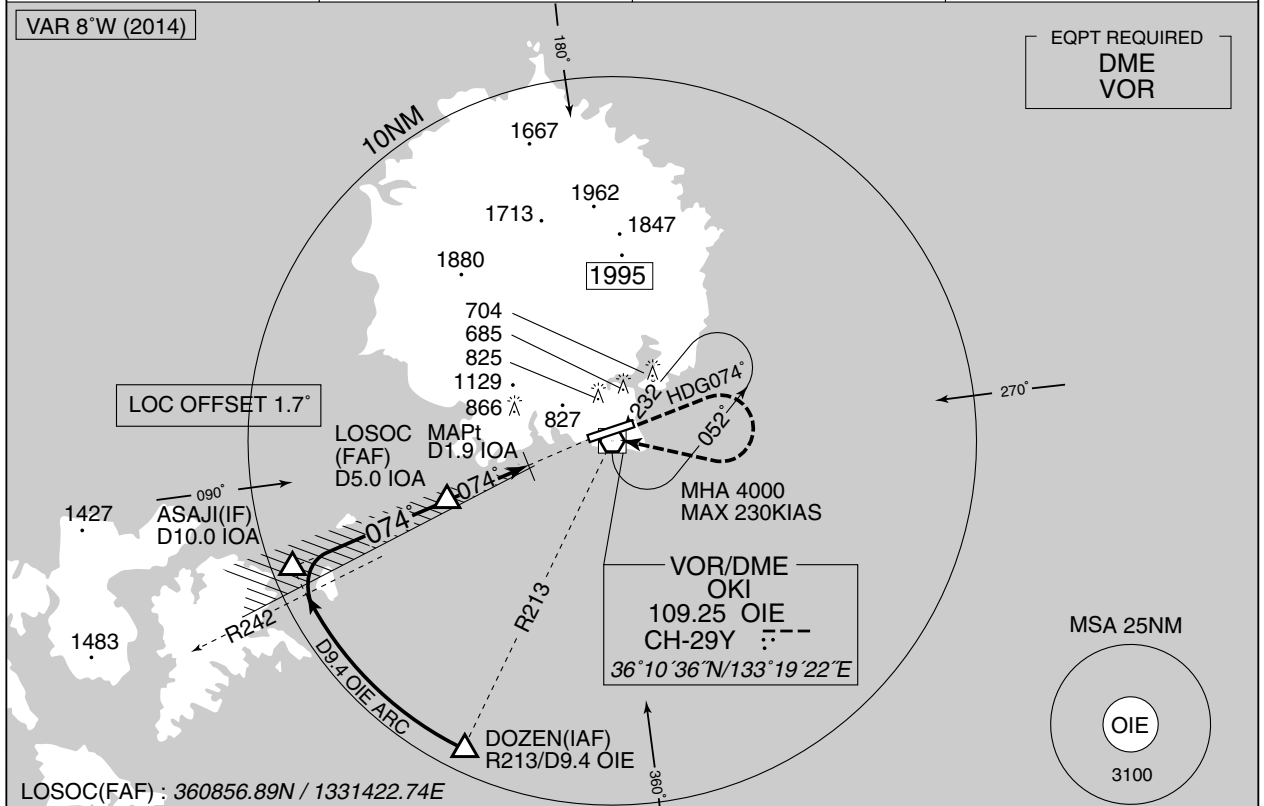 VAR 8°W (2014)
180°
EQPT REQUIRED
DME
VOR
10NM
1667
1962
1713
1847
1880
1995
704
685
825
1129
866
827
232
HDG074°
052°
270°
LOC OFFSET 1.7°
LOSOC
(FAF)
D5.0 IOA
MAPt
D1.9 IOA
074°
074°
MHA 4000
MAX 230KIAS
090°
1427
ASAJI(IF)
D10.0 IOA
VOR/DME
OKI
109.25 OIE
CH-29Y
36°10´36˝N/133°19´22˝E
R213
R242
1483
D9.4 OIE ARC
MSA 25NM
OIE
3100
DOZEN(IAF)
R213/D9.4 OIE
360°
LOSOC(FAF) : 360856.89N / 1331422.74E